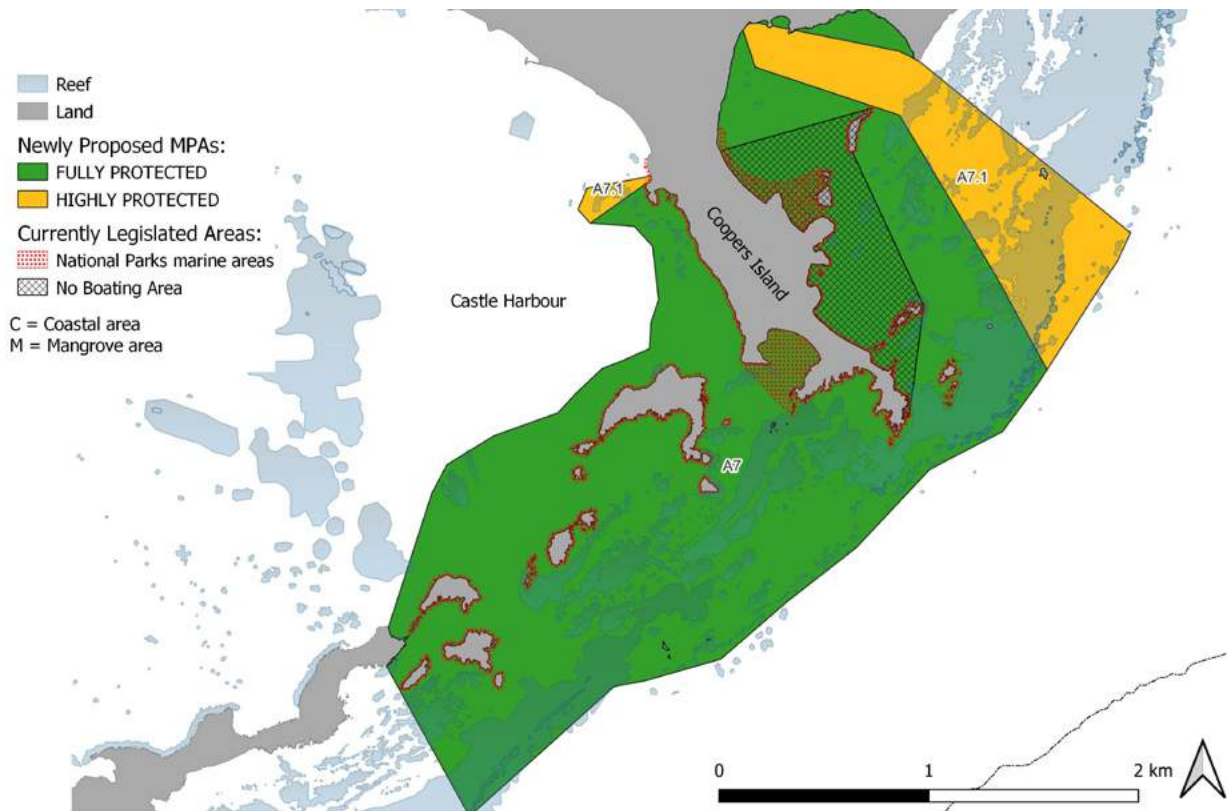 Reef
Land
Newly Proposed MPAs:
FULLY PROTECTED
HIGHLY PROTECTED
Currently Legislated Areas:
National Parks marine areas
No Boating Area
C = Coastal area
M = Mangrove area
A7.1
A7.1
Coopers Island
Castle Harbour
A7
0 1 2 km